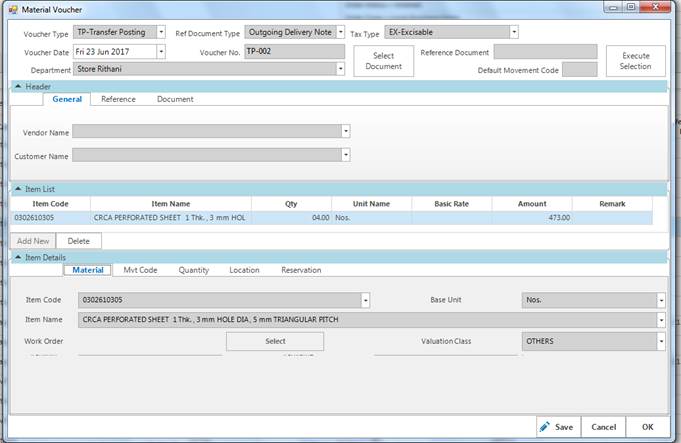 Material Voucher
Voucher Type TP-Transfer Posting Ref Document Type Outgoing Delivery Note Tax Type EX-Excisable
Voucher Date Fri 23 Jun 2017 Voucher No. TP-002 Select Document Reference Document Execute Selection
Department Store Rithani Default Movement Code
Header
General Reference Document
Vendor Name
Customer Name
Item List
Item Code Item Name Qty Unit Name Basic Rate Amount Remark
0302610305 CRCA PERFORATED SHEET 1 Thk., 3 mm HOL 04.00 Nos. 473.00
Add New Delete
Item Details
Material Mvt Code Quantity Location Reservation
Item Code 0302610305 Base Unit Nos.
Item Name CRCA PERFORATED SHEET 1 Thk., 3 mm HOLE DIA, 5 mm TRIANGULAR PITCH
Work Order Select Valuation Class OTHERS
Save Cancel OK